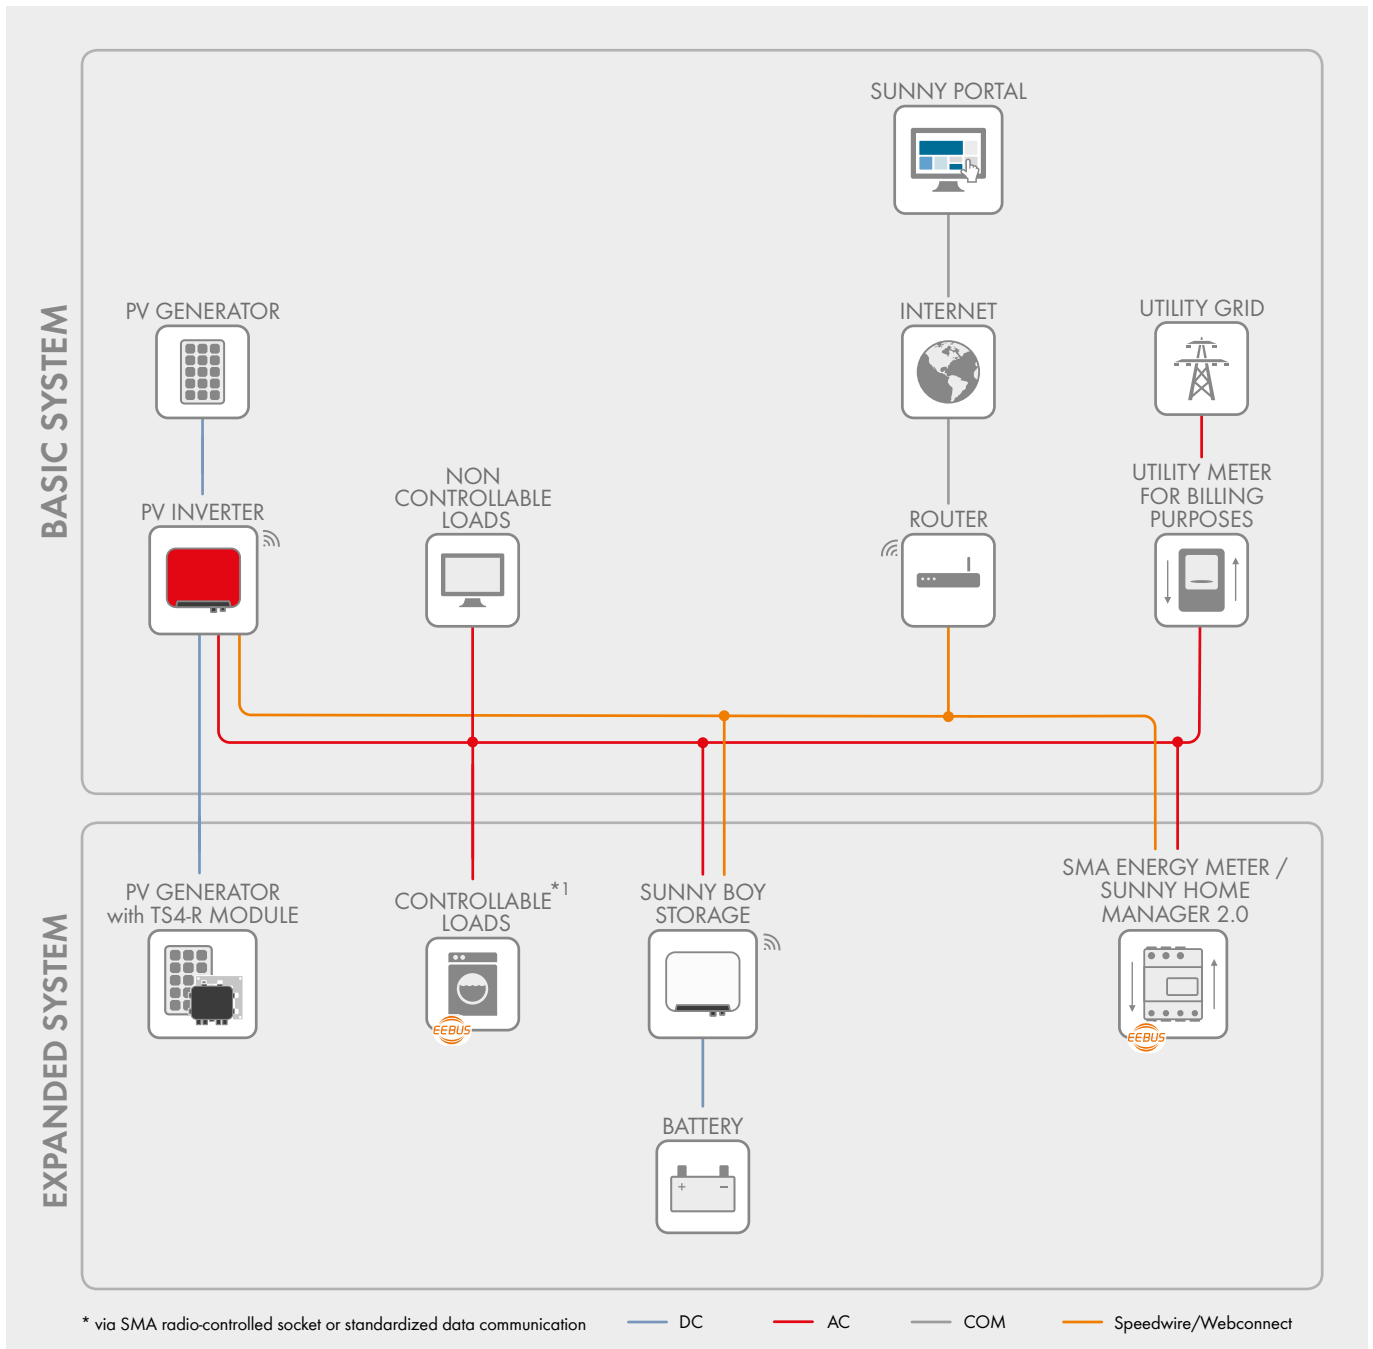 SUNNY PORTAL
BASIC SYSTEM
PV GENERATOR
INTERNET
UTILITY GRID
NON
CONTROLLABLE
LOADS
UTILITY METER
FOR BILLING
PURPOSES
PV INVERTER
ROUTER
EXPANDED SYSTEM
PV GENERATOR
with TS4-R MODULE
CONTROLLABLE*1
LOADS
SUNNY BOY
STORAGE
SMA ENERGY METER /
SUNNY HOME
MANAGER 2.0
EEBUS
EEBUS
BATTERY
+ −
* via SMA radio-controlled socket or standardized data communication
DC
AC
COM
Speedwire/Webconnect